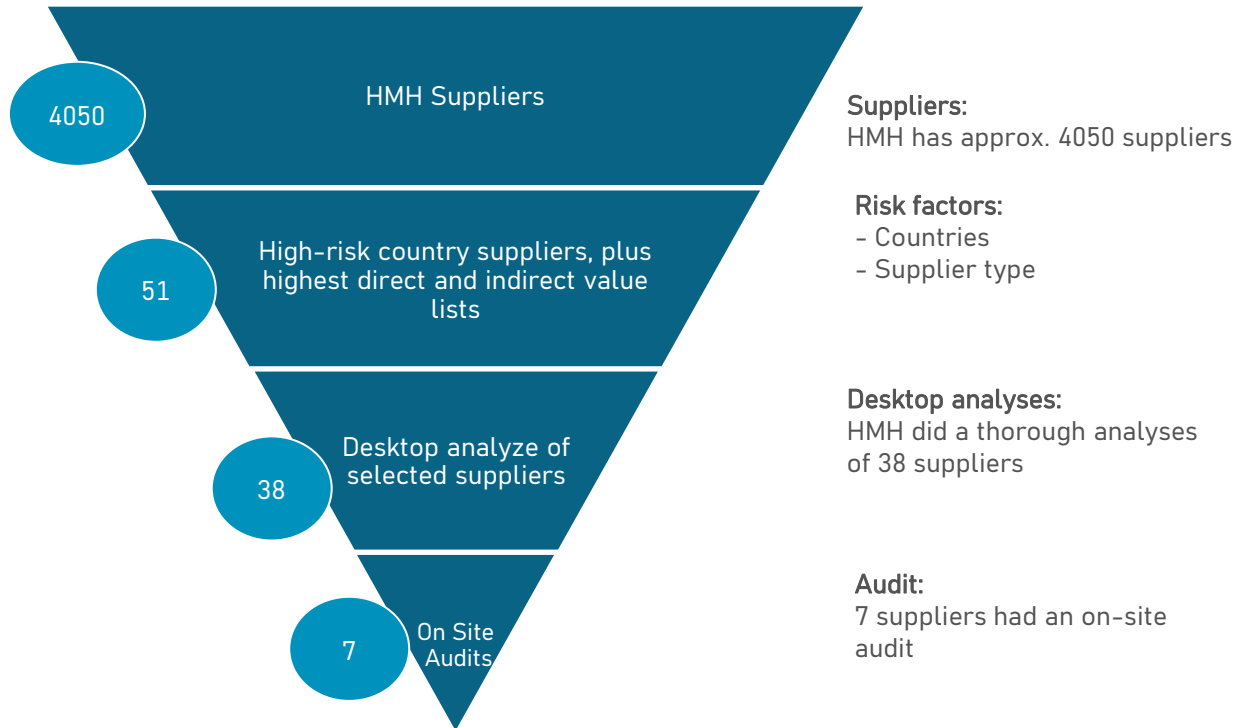 4050
HMH Suppliers
Suppliers:
HMH has approx. 4050 suppliers
51
High-risk country suppliers, plus
highest direct and indirect value
lists
Risk factors:
- Countries
- Supplier type
38
Desktop analyze of
selected suppliers
Desktop analyses:
HMH did a thorough analyses
of 38 suppliers
7
On Site
Audits
Audit:
7 suppliers had an on-site
audit